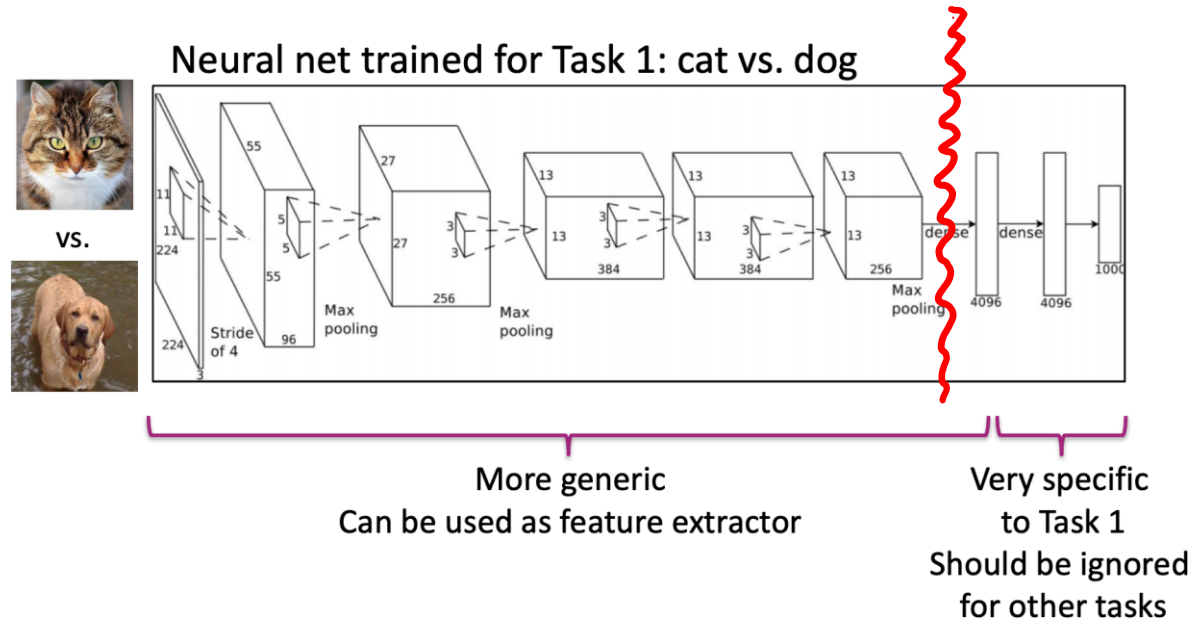 Neural net trained for Task 1: cat vs. dog
vs.
11
11
224
224
3
Stride
of 4
55
55
5
5
96
Max
pooling
27
27
3
3
256
Max
pooling
13
13
3
3
384
13
13
3
3
384
13
13
256
Max
pooling
dense
4096
dense
4096
1000
More generic
Can be used as feature extractor
Very specific
to Task 1
Should be ignored
for other tasks